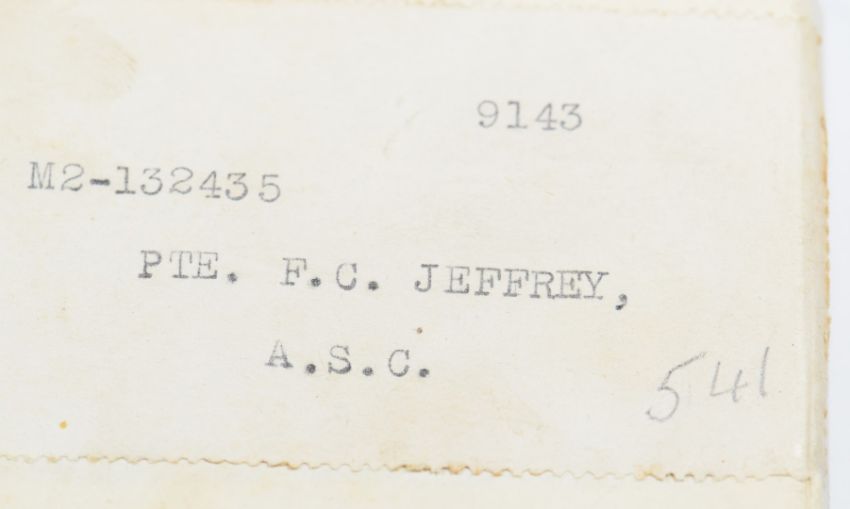 9143
M2-132435
PTE. F.C. JEFFREY,
A.S.C.
541